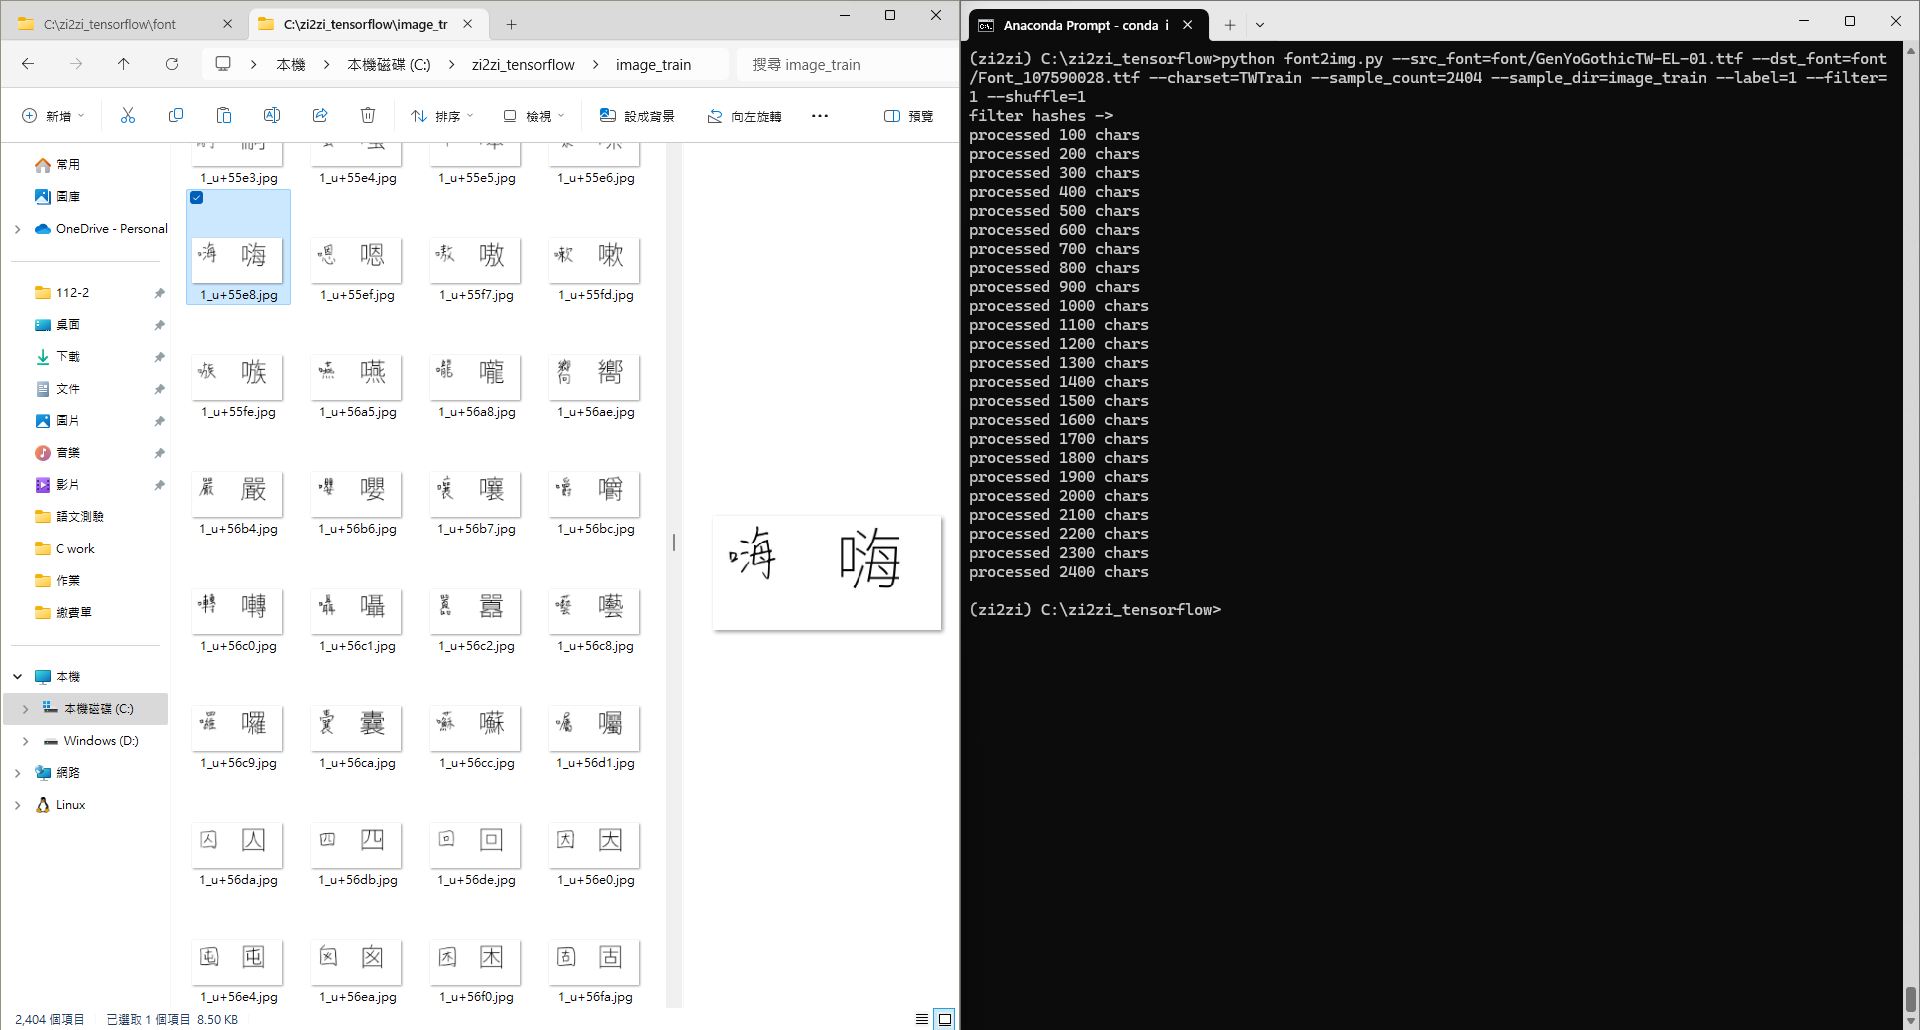 C:\zi2zi_tensorflow\font
C:\zi2zi_tensorflow\image_tr
本機 本機磁碟 (C:) zi2zi_tensorflow image_train
搜尋 image_train
新增 排序 檢視 設成背景 向左旋轉 預覽
常用
圖庫
OneDrive - Personal
112-2
桌面
下載
文件
圖片
音樂
影片
語文測驗
C work
作業
繳費單
本機
本機磁碟 (C:)
Windows (D:)
網路
Linux
1_u+55e3.jpg 1_u+55e4.jpg 1_u+55e5.jpg 1_u+55e6.jpg
嗨 嗨 嗯 嗯 嗷 嗷 嗽 嗽
1_u+55e8.jpg 1_u+55ef.jpg 1_u+55f7.jpg 1_u+55fd.jpg
嗾 嗾 嚥 嚥 嚨 嚨 嚮 嚮
1_u+55fe.jpg 1_u+56a5.jpg 1_u+56a8.jpg 1_u+56ae.jpg
嚴 嚴 嚶 嚶 嚷 嚷 嚼 嚼
1_u+56b4.jpg 1_u+56b6.jpg 1_u+56b7.jpg 1_u+56bc.jpg
囀 囀 囁 囁 囂 囂 囈 囈
1_u+56c0.jpg 1_u+56c1.jpg 1_u+56c2.jpg 1_u+56c8.jpg
囉 囉 囊 囊 囌 囌 囑 囑
1_u+56c9.jpg 1_u+56ca.jpg 1_u+56cc.jpg 1_u+56d1.jpg
囚 囚 四 四 回 回 因 因
1_u+56da.jpg 1_u+56db.jpg 1_u+56de.jpg 1_u+56e0.jpg
囤 囤 囪 囪 困 困 固 固
1_u+56e4.jpg 1_u+56ea.jpg 1_u+56f0.jpg 1_u+56fa.jpg
嗨 嗨
2,404 個項目 已選取 1 個項目 8.50 KB
Anaconda Prompt - conda i
(zi2zi) C:\zi2zi_tensorflow>python font2img.py --src_font=font/GenYoGothicTW-EL-01.ttf --dst_font=font
/Font_107590028.ttf --charset=TWTrain --sample_count=2404 --sample_dir=image_train --label=1 --filter=
1 --shuffle=1
filter hashes ->
processed 100 chars
processed 200 chars
processed 300 chars
processed 400 chars
processed 500 chars
processed 600 chars
processed 700 chars
processed 800 chars
processed 900 chars
processed 1000 chars
processed 1100 chars
processed 1200 chars
processed 1300 chars
processed 1400 chars
processed 1500 chars
processed 1600 chars
processed 1700 chars
processed 1800 chars
processed 1900 chars
processed 2000 chars
processed 2100 chars
processed 2200 chars
processed 2300 chars
processed 2400 chars
(zi2zi) C:\zi2zi_tensorflow>